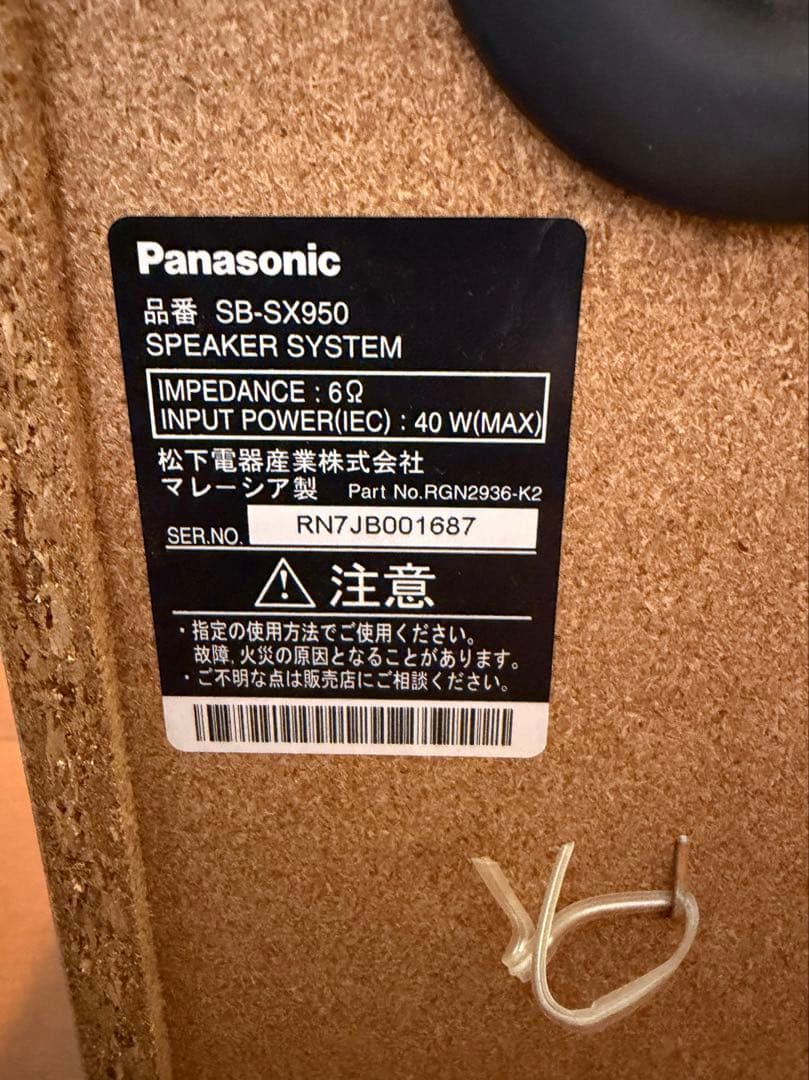 Panasonic
品番 SB-SX950
SPEAKER SYSTEM
IMPEDANCE : 6Ω
INPUT POWER(IEC) : 40 W(MAX)
松下電器産業株式会社
マレーシア製 Part No.RGN2936-K2
SER.NO. RN7JB001687
注意
・指定の使用方法でご使用ください。
故障,火災の原因となることがあります。
・ご不明な点は販売店にご相談ください。